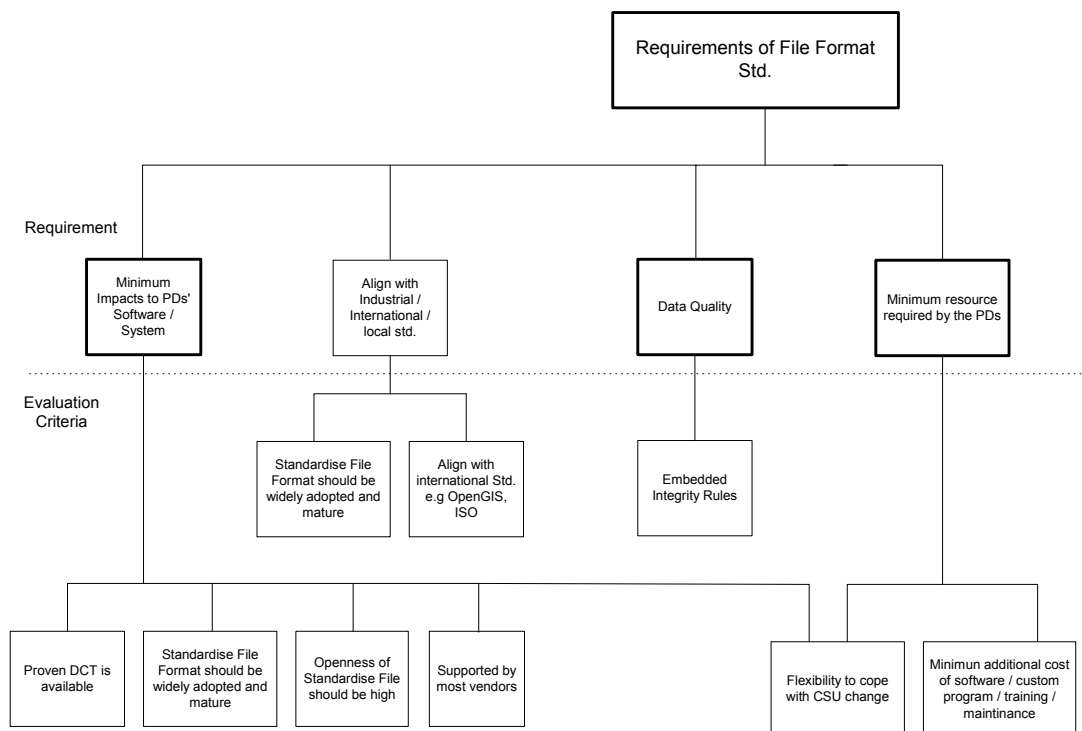 Requirements of File Format
Std.
Requirement
Minimum
Impacts to PDs'
Software /
System
Align with
Industrial /
International /
local std.
Data Quality
Minimum resource
required by the PDs
Evaluation
Criteria
Standardise File
Format should be
widely adopted and
mature
Align with
international Std.
e.g OpenGIS,
ISO
Embedded
Integrity Rules
Proven DCT is
available
Standardise File
Format should be
widely adopted and
mature
Openness of
Standardise File
should be high
Supported by
most vendors
Flexibility to cope
with CSU change
Minimun additional cost
of software / custom
program / training /
maintinance